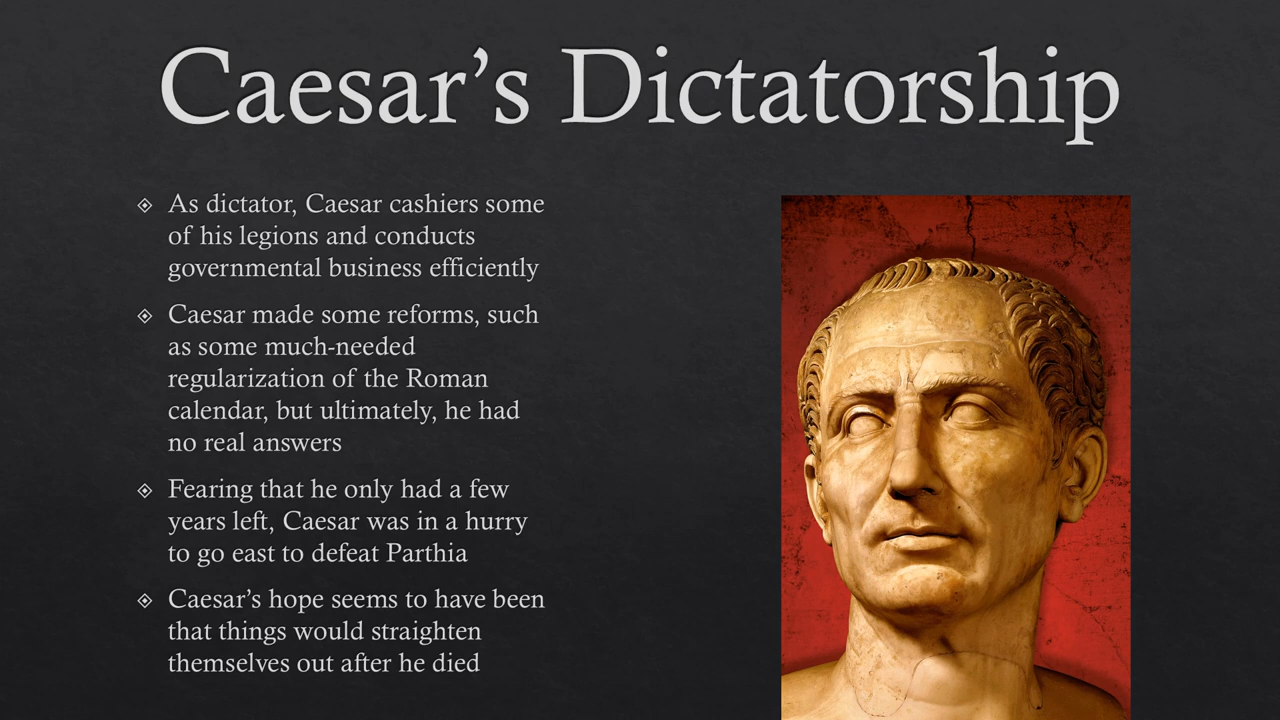 Caesar’s Dictatorship
As dictator, Caesar cashiers some
of his legions and conducts
governmental business efficiently
Caesar made some reforms, such
as some much-needed
regularization of the Roman
calendar, but ultimately, he had
no real answers
Fearing that he only had a few
years left, Caesar was in a hurry
to go east to defeat Parthia
Caesar’s hope seems to have been
that things would straighten
themselves out after he died